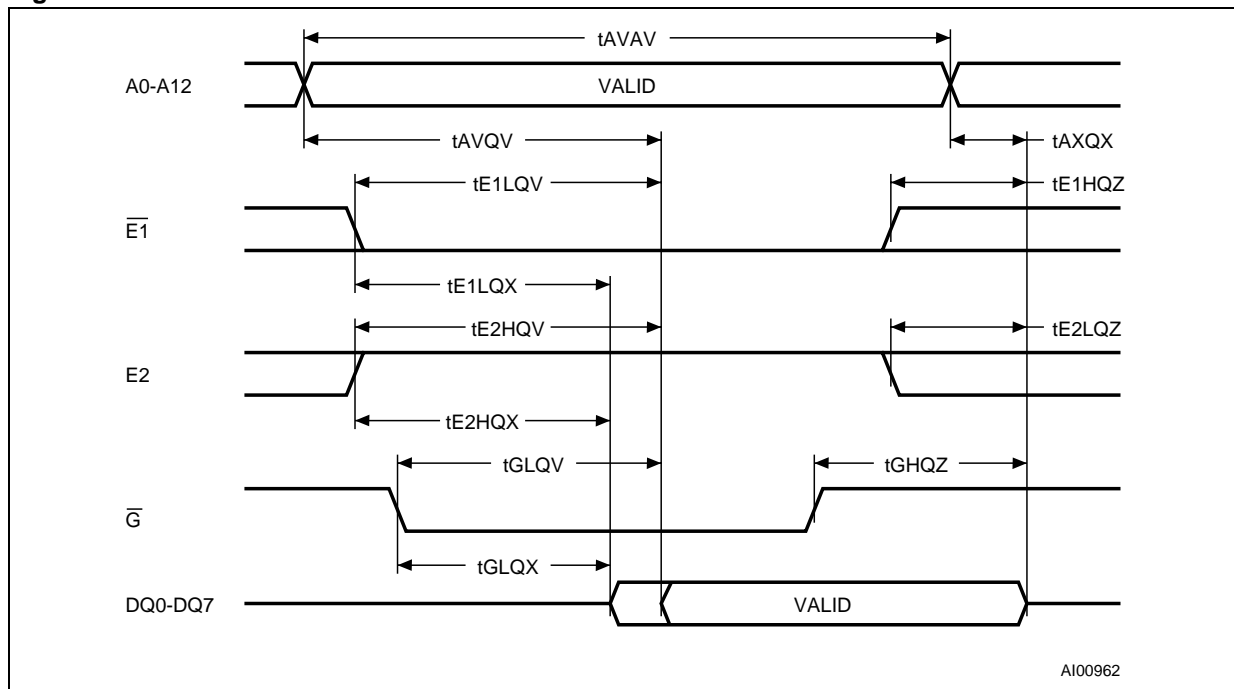 tAVAV
A0-A12
VALID
tAVQV
tAXQX
tE1LQV
tE1HQZ
E1
tE1LQX
tE2HQV
tE2LQZ
E2
tE2HQX
tGLQV
tGHQZ
G
tGLQX
DQ0-DQ7
VALID
AI00962